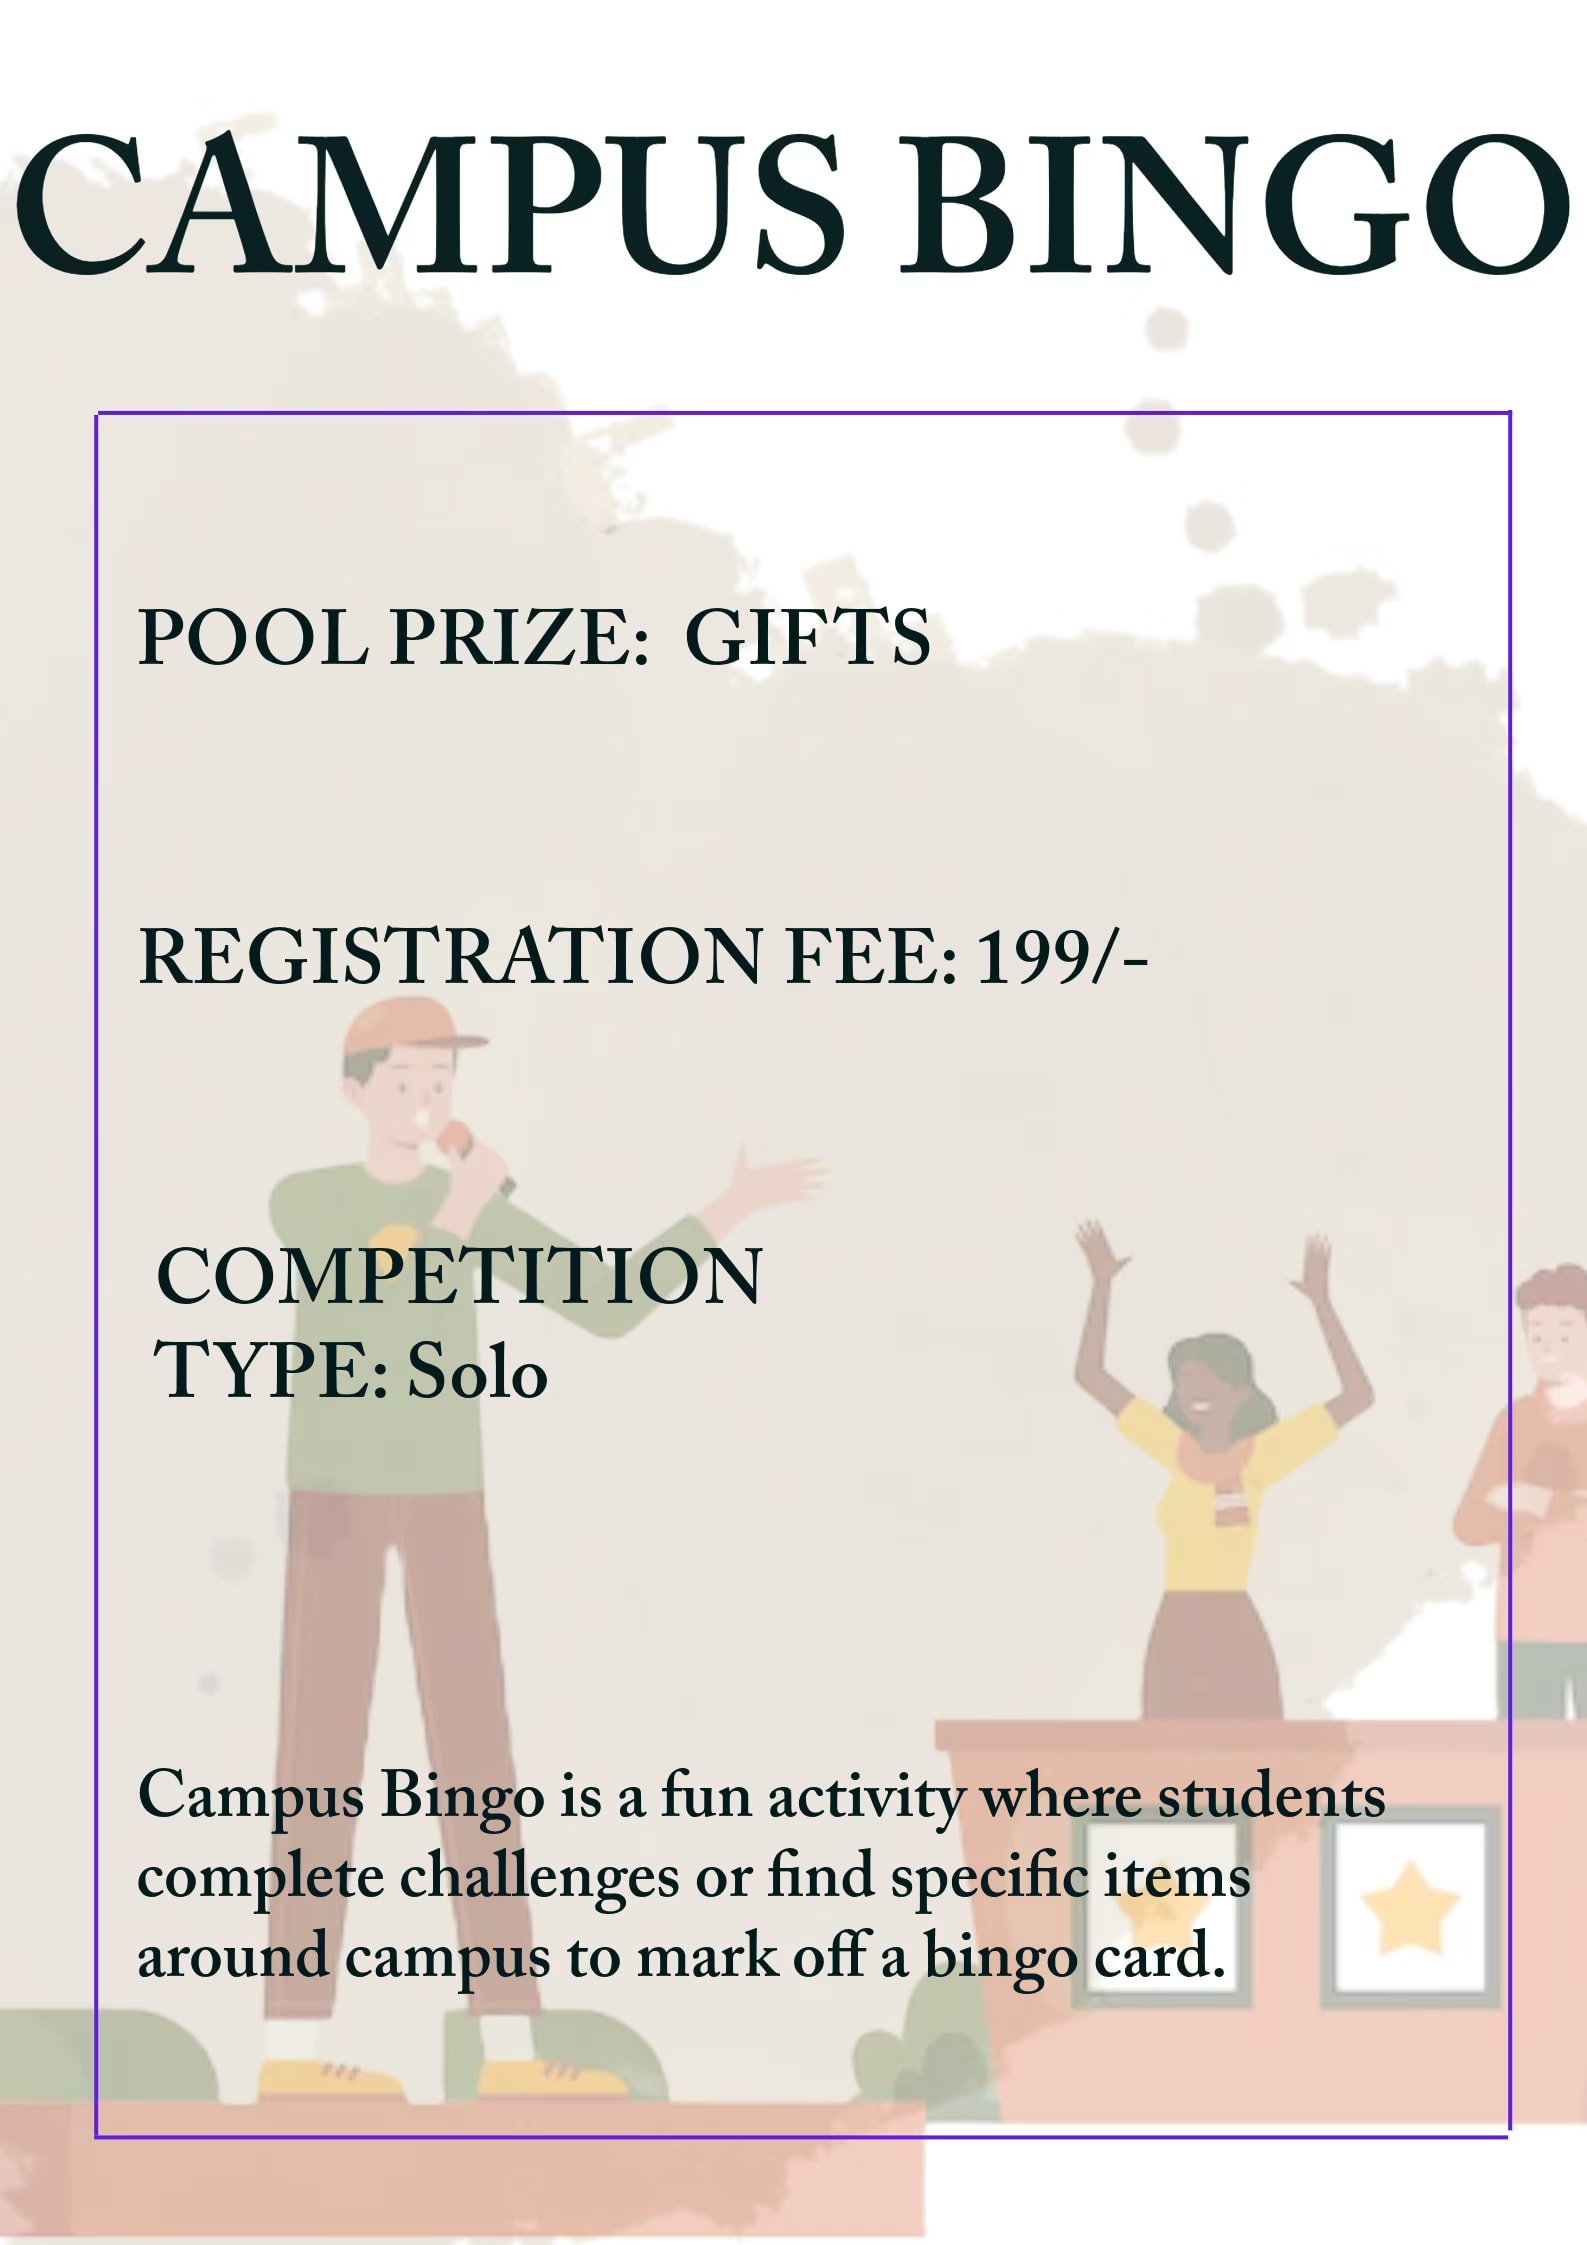 CAMPUS BINGO
POOL PRIZE: GIFTS
REGISTRATION FEE: 199/-
COMPETITION
TYPE: Solo
Campus Bingo is a fun activity where students
complete challenges or find specific items
around campus to mark off a bingo card.